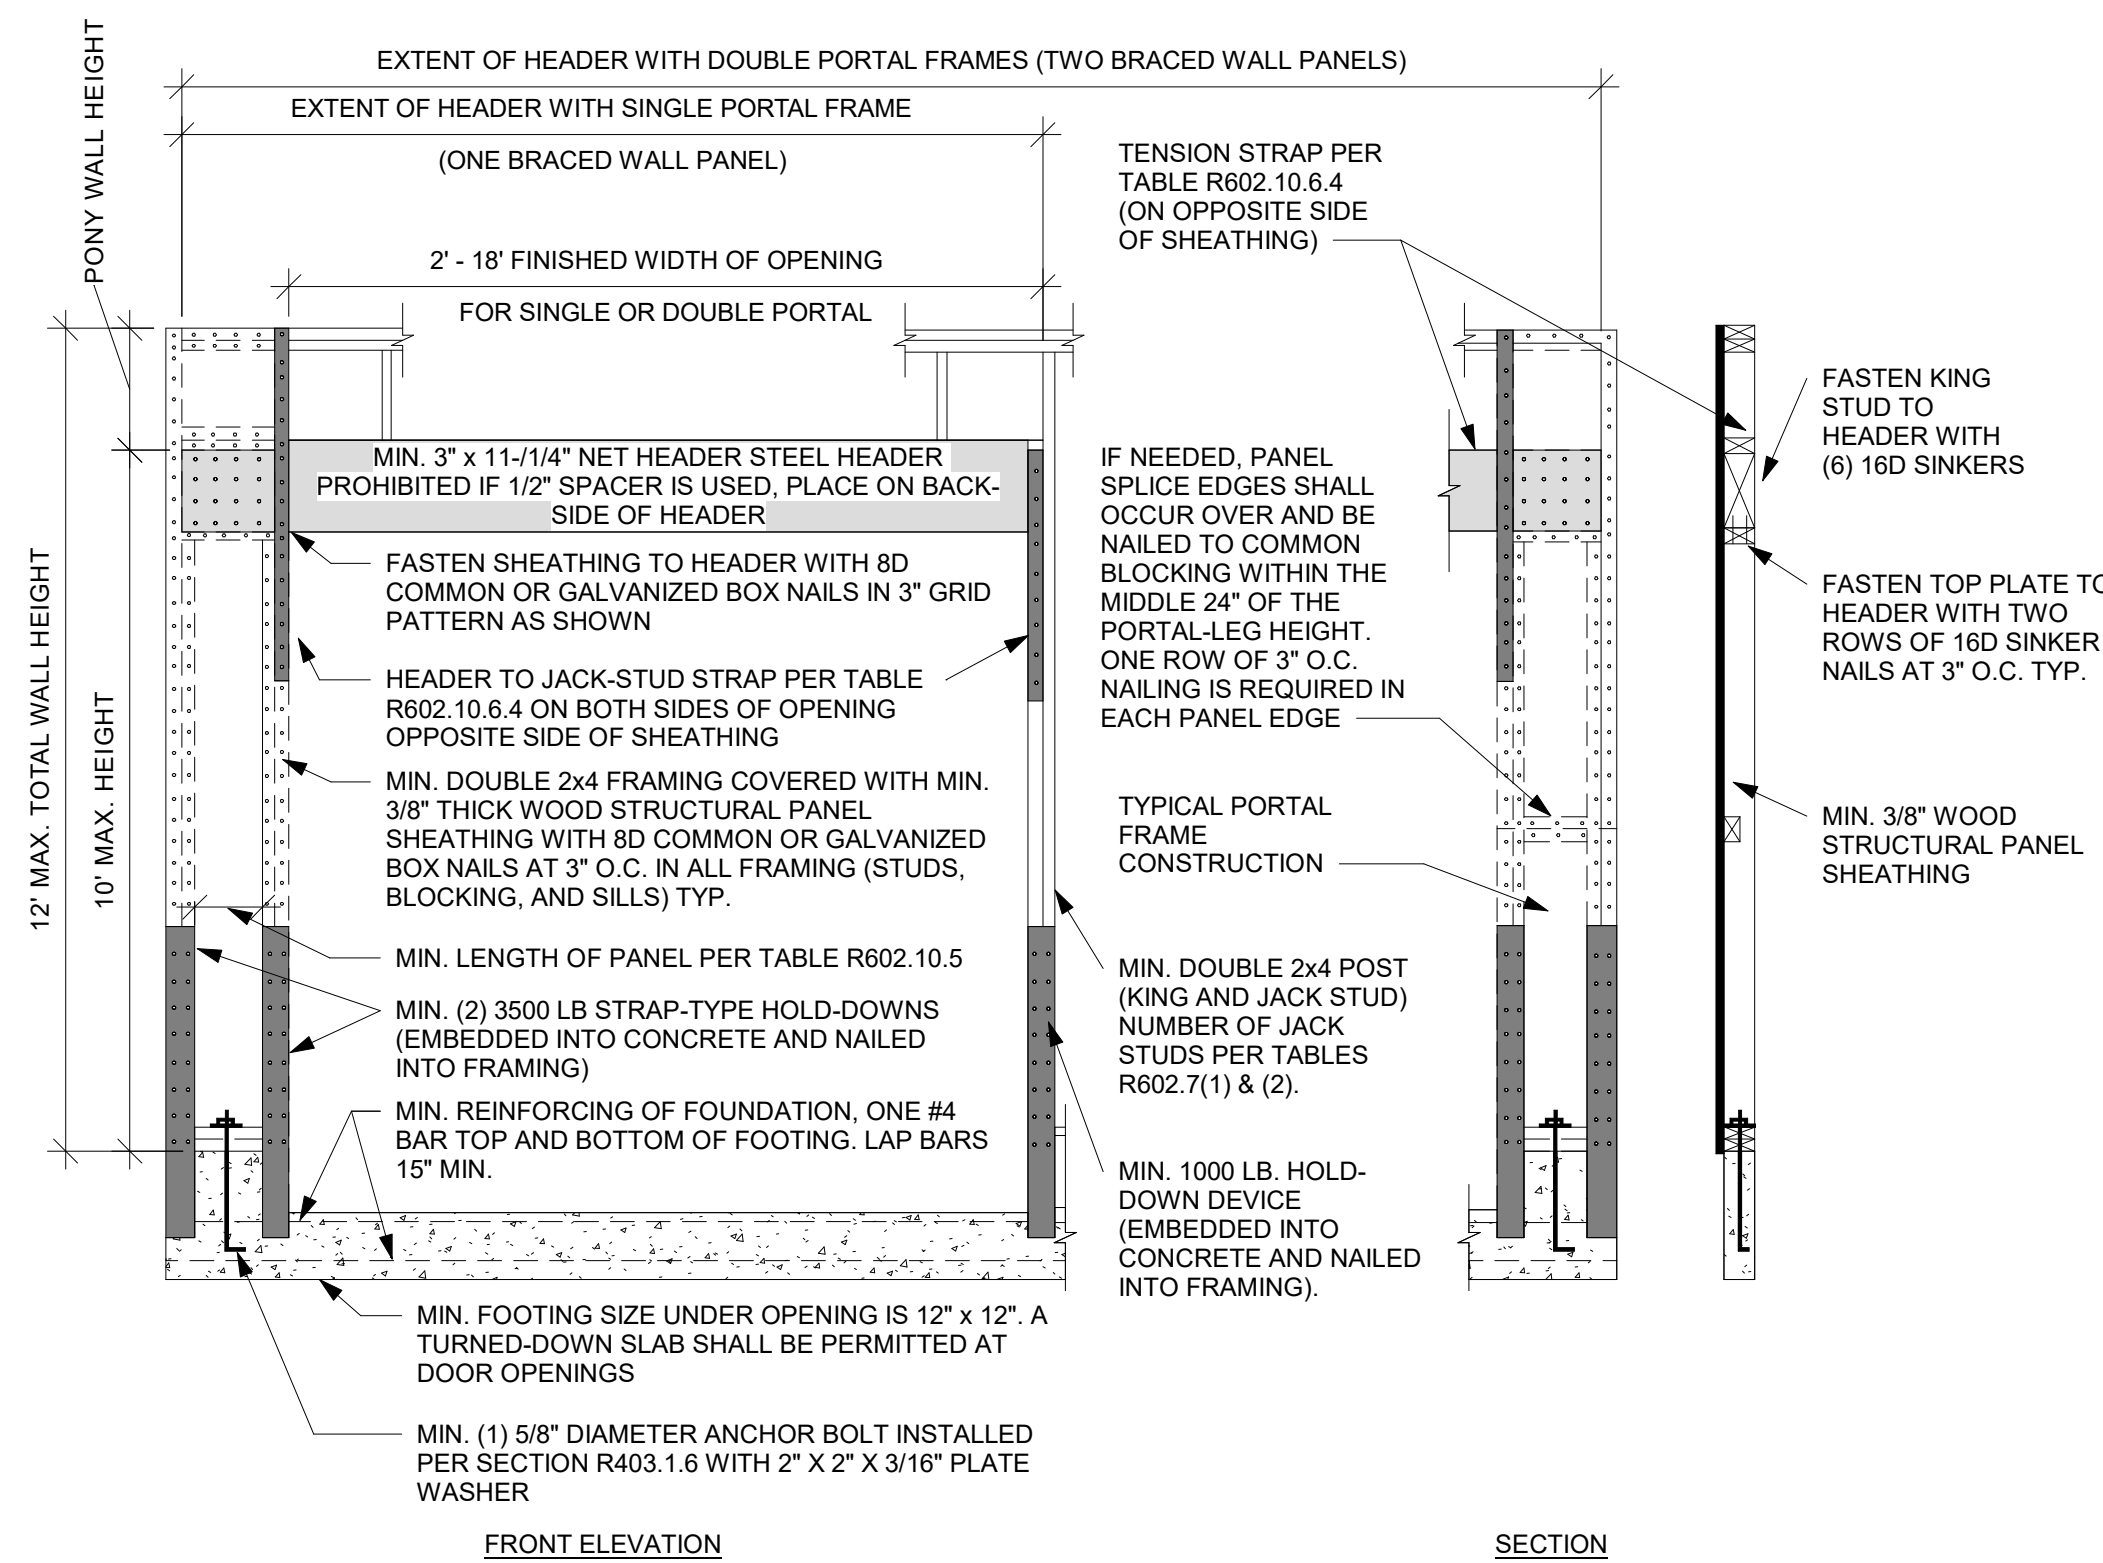 PONY WALL HEIGHT
EXTENT OF HEADER WITH DOUBLE PORTAL FRAMES (TWO BRACED WALL PANELS)
EXTENT OF HEADER WITH SINGLE PORTAL FRAME
(ONE BRACED WALL PANEL)
2' - 18' FINISHED WIDTH OF OPENING
FOR SINGLE OR DOUBLE PORTAL
12' MAX. TOTAL WALL HEIGHT
10' MAX. HEIGHT
MIN. 3" x 11-/1/4" NET HEADER STEEL HEADER
PROHIBITED IF 1/2" SPACER IS USED, PLACE ON BACK-
SIDE OF HEADER
FASTEN SHEATHING TO HEADER WITH 8D
COMMON OR GALVANIZED BOX NAILS IN 3" GRID
PATTERN AS SHOWN
HEADER TO JACK-STUD STRAP PER TABLE
R602.10.6.4 ON BOTH SIDES OF OPENING
OPPOSITE SIDE OF SHEATHING
MIN. DOUBLE 2x4 FRAMING COVERED WITH MIN.
3/8" THICK WOOD STRUCTURAL PANEL
SHEATHING WITH 8D COMMON OR GALVANIZED
BOX NAILS AT 3" O.C. IN ALL FRAMING (STUDS,
BLOCKING, AND SILLS) TYP.
MIN. LENGTH OF PANEL PER TABLE R602.10.5
MIN. (2) 3500 LB STRAP-TYPE HOLD-DOWNS
(EMBEDDED INTO CONCRETE AND NAILED
INTO FRAMING)
MIN. REINFORCING OF FOUNDATION, ONE #4
BAR TOP AND BOTTOM OF FOOTING. LAP BARS
15" MIN.
MIN. FOOTING SIZE UNDER OPENING IS 12" x 12". A
TURNED-DOWN SLAB SHALL BE PERMITTED AT
DOOR OPENINGS
MIN. (1) 5/8" DIAMETER ANCHOR BOLT INSTALLED
PER SECTION R403.1.6 WITH 2" X 2" X 3/16" PLATE
WASHER
FRONT ELEVATION
TENSION STRAP PER
TABLE R602.10.6.4
(ON OPPOSITE SIDE
OF SHEATHING)
IF NEEDED, PANEL
SPLICE EDGES SHALL
OCCUR OVER AND BE
NAILED TO COMMON
BLOCKING WITHIN THE
MIDDLE 24" OF THE
PORTAL-LEG HEIGHT.
ONE ROW OF 3" O.C.
NAILING IS REQUIRED IN
EACH PANEL EDGE
TYPICAL PORTAL
FRAME
CONSTRUCTION
MIN. DOUBLE 2x4 POST
(KING AND JACK STUD)
NUMBER OF JACK
STUDS PER TABLES
R602.7(1) & (2).
MIN. 1000 LB. HOLD-
DOWN DEVICE
(EMBEDDED INTO
CONCRETE AND NAILED
INTO FRAMING).
FASTEN KING
STUD TO
HEADER WITH
(6) 16D SINKERS
FASTEN TOP PLATE TO
HEADER WITH TWO
ROWS OF 16D SINKER
NAILS AT 3" O.C. TYP.
MIN. 3/8" WOOD
STRUCTURAL PANEL
SHEATHING
SECTION